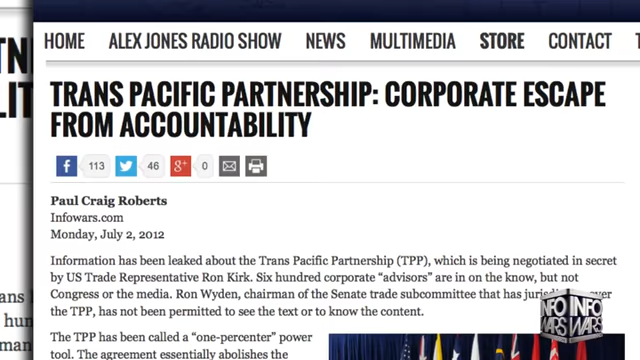 HOME ALEX JONES RADIO SHOW NEWS MULTIMEDIA STORE CONTACT
TRANS PACIFIC PARTNERSHIP: CORPORATE ESCAPE
FROM ACCOUNTABILITY
113 46 0
Paul Craig Roberts
Infowars.com
Monday, July 2, 2012
Information has been leaked about the Trans Pacific Partnership (TPP), which is being negotiated in secret
by US Trade Representative Ron Kirk. Six hundred corporate “advisors” are in on the know, but not
Congress or the media. Ron Wyden, chairman of the Senate trade subcommittee that has
the TPP, has not been permitted to see the text or to know the content.
The TPP has been called a “one-percenter” power
tool. The agreement essentially abolishes the
INFO INFO
WARS WARS